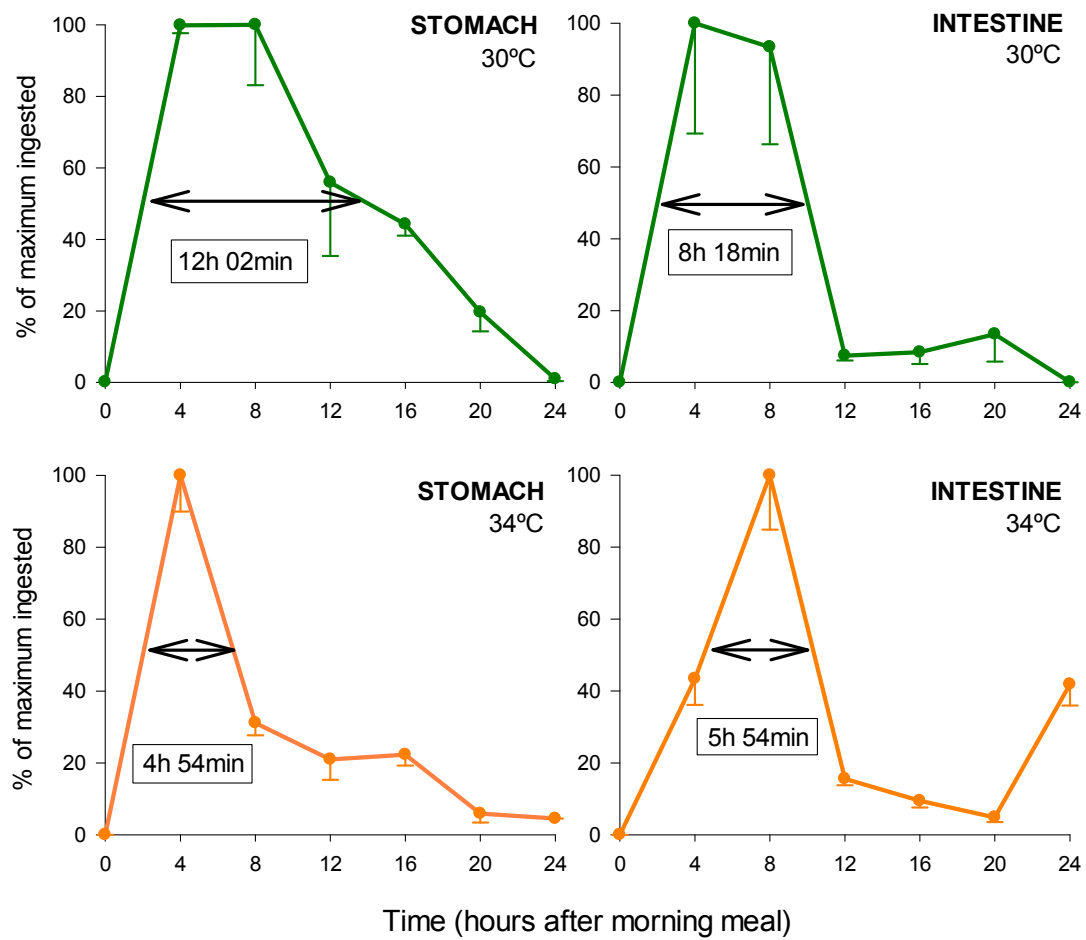 STOMACH
30ºC
% of maximum ingested
100
80
60
40
20
0
12h 02min
0 4 8 12 16 20 24
INTESTINE
30ºC
100
80
60
40
20
0
8h 18min
0 4 8 12 16 20 24
STOMACH
34ºC
% of maximum ingested
100
80
60
40
20
0
4h 54min
0 4 8 12 16 20 24
INTESTINE
34ºC
100
80
60
40
20
0
5h 54min
0 4 8 12 16 20 24
Time (hours after morning meal)